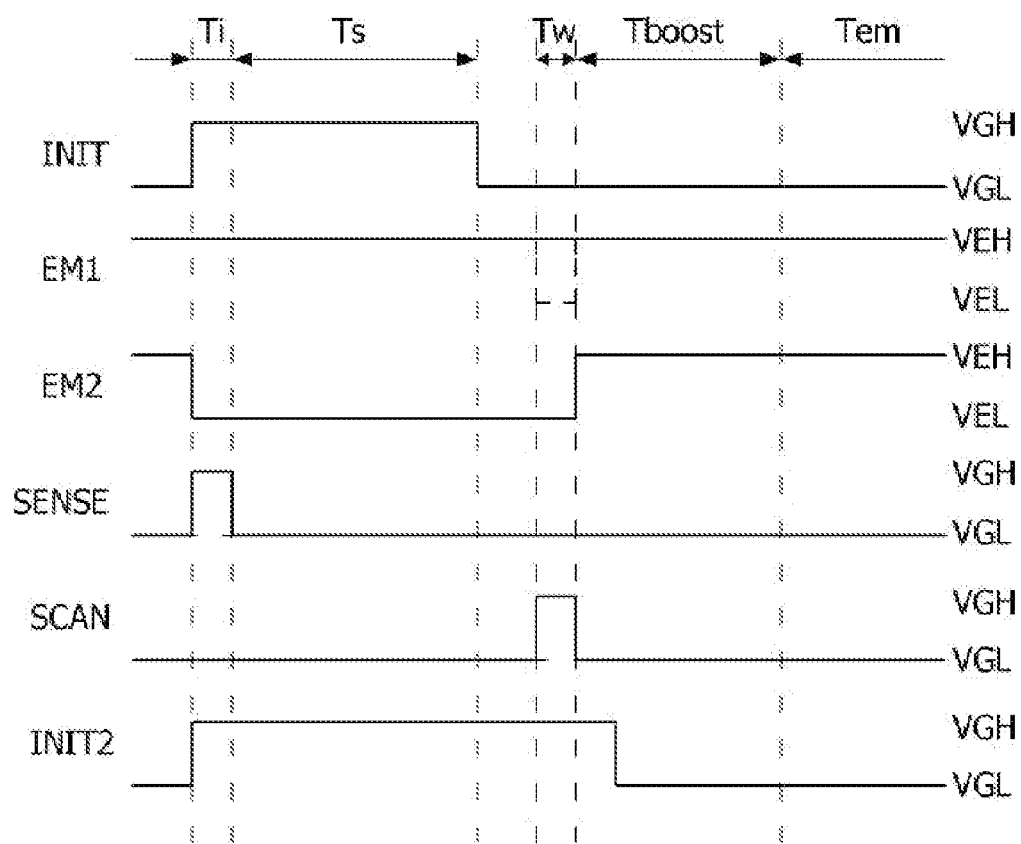 Ti Ts Tw Tboost Tem
INIT VGH
VGL
EM1 VEH
VEL
EM2 VEH
VEL
SENSE VGH
VGL
SCAN VGH
VGL
INIT2 VGH
VGL